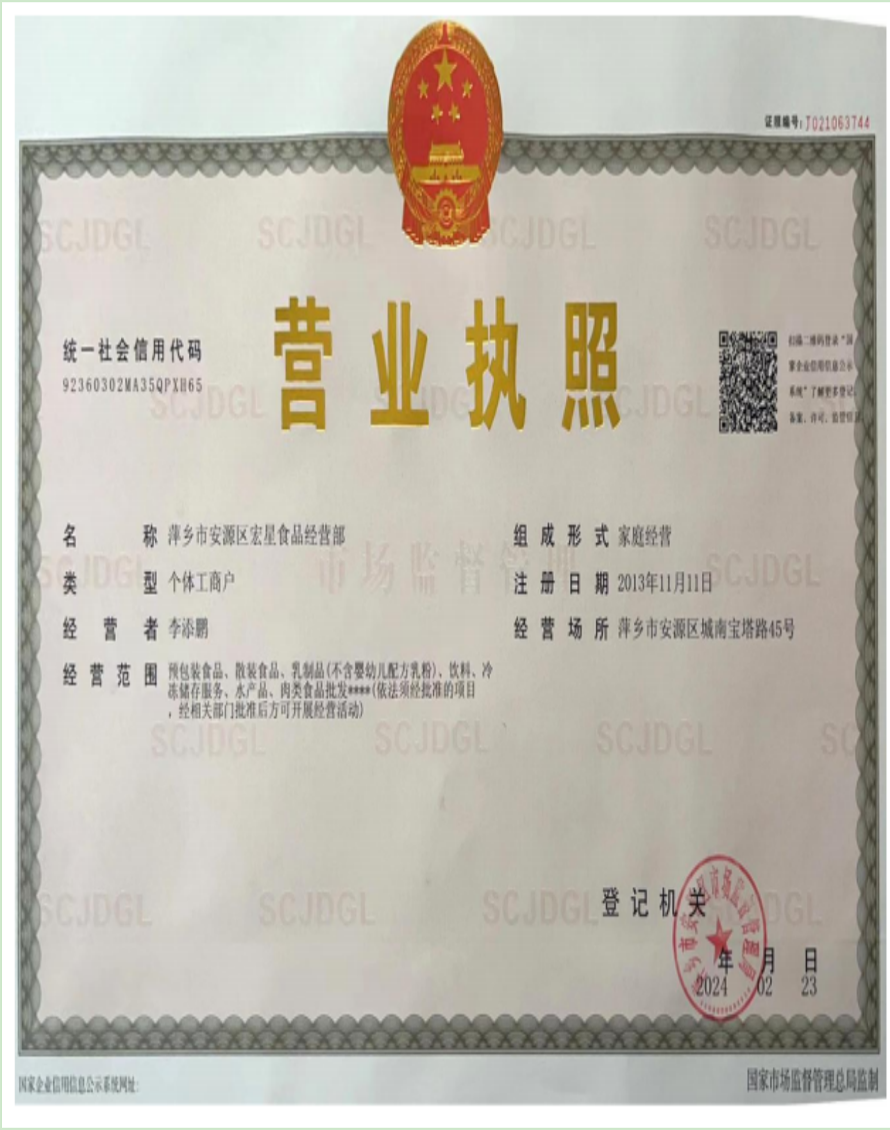 证照编号:J021063744
营业执照
统一社会信用代码
92360302MA35QPXH65
扫描二维码登录"国
家企业信用信息公示
系统"了解更多登记、
备案、许可、监管信
名 称 萍乡市安源区宏星食品经营部
类 型 个体工商户
经 营 者 李添鹏
经 营 范 围 预包装食品、散装食品、乳制品(不含婴幼儿配方乳粉)、饮料、冷
冻储存服务、水产品、肉类食品批发****(依法须经批准的项目
,经相关部门批准后方可开展经营活动)
组 成 形 式 家庭经营
注 册 日 期 2013年11月11日
经 营 场 所 萍乡市安源区城南宝塔路45号
SCJDGL
市场监督管理
登记机关
年 月 日
2024 02 23
国家企业信用信息公示系统网址:
国家市场监督管理总局监制